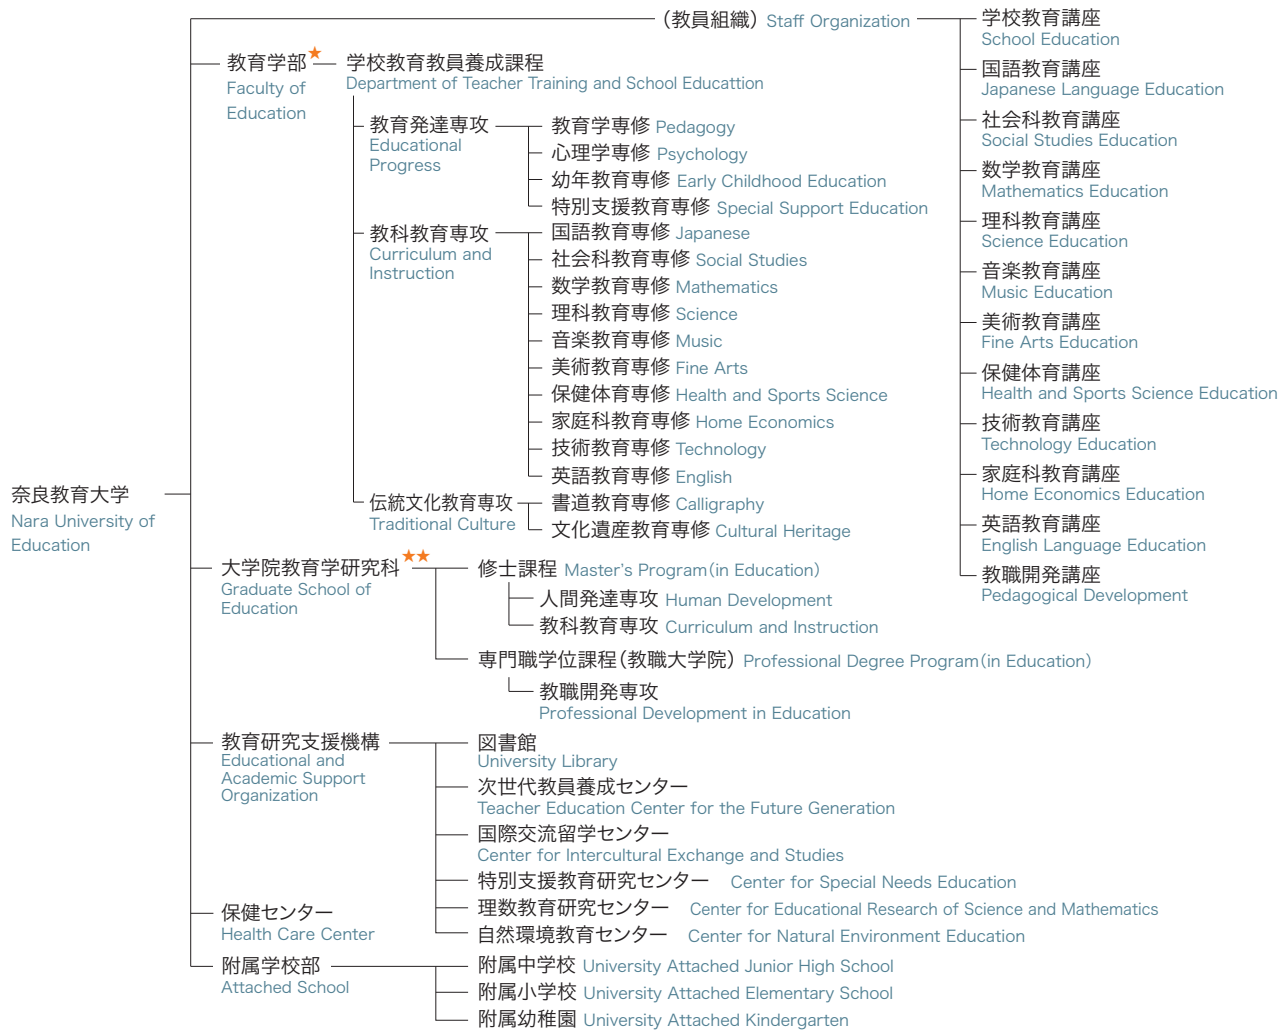 （教員組織） Staff Organization
学校教育講座
School Education
国語教育講座
Japanese Language Education
社会科教育講座
Social Studies Education
数学教育講座
Mathematics Education
理科教育講座
Science Education
音楽教育講座
Music Education
美術教育講座
Fine Arts Education
保健体育講座
Health and Sports Science Education
技術教育講座
Technology Education
家庭科教育講座
Home Economics Education
英語教育講座
English Language Education
教職開発講座
Pedagogical Development
教育学部★
Faculty of
Education
学校教育教員養成課程
Department of Teacher Training and School Educattion
教育発達専攻
Educational
Progress
教育学専修 Pedagogy
心理学専修 Psychology
幼年教育専修 Early Childhood Education
特別支援教育専修 Special Support Education
教科教育専攻
Curriculum and
Instruction
国語教育専修 Japanese
社会科教育専修 Social Studies
数学教育専修 Mathematics
理科教育専修 Science
音楽教育専修 Music
美術教育専修 Fine Arts
保健体育専修 Health and Sports Science
家庭科教育専修 Home Economics
技術教育専修 Technology
英語教育専修 English
伝統文化教育専攻
Traditional Culture
書道教育専修 Calligraphy
文化遺産教育専修 Cultural Heritage
奈良教育大学
Nara University of
Education
大学院教育学研究科★★
Graduate School of
Education
修士課程 Master's Program(in Education)
人間発達専攻 Human Development
教科教育専攻 Curriculum and Instruction
専門職学位課程（教職大学院） Professional Degree Program(in Education)
教職開発専攻
Professional Development in Education
教育研究支援機構
Educational and
Academic Support
Organization
図書館
University Library
次世代教員養成センター
Teacher Education Center for the Future Generation
国際交流留学センター
Center for Intercultural Exchange and Studies
特別支援教育研究センター Center for Special Needs Education
理数教育研究センター Center for Educational Research of Science and Mathematics
自然環境教育センター Center for Natural Environment Education
保健センター
Health Care Center
附属学校部
Attached School
附属中学校 University Attached Junior High School
附属小学校 University Attached Elementary School
附属幼稚園 University Attached Kindergarten